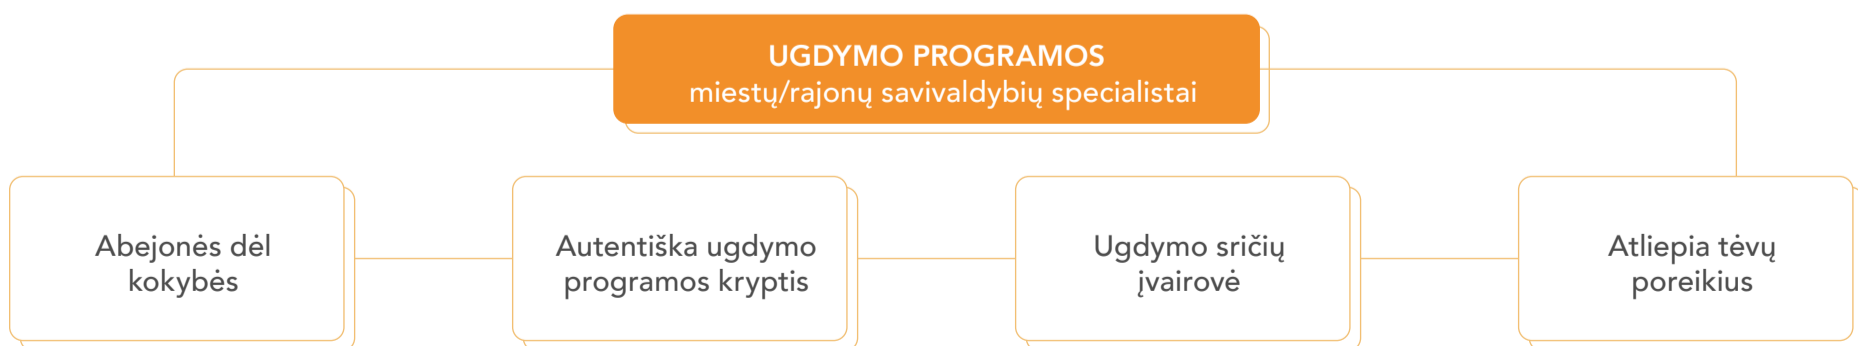 UGDYMO PROGRAMOS
miestų/rajonų savivaldybių specialistai
Abejonės dėl
kokybės
Autentiška ugdymo
programos kryptis
Ugdymo sričių
įvairovė
Atliepia tėvų
poreikius